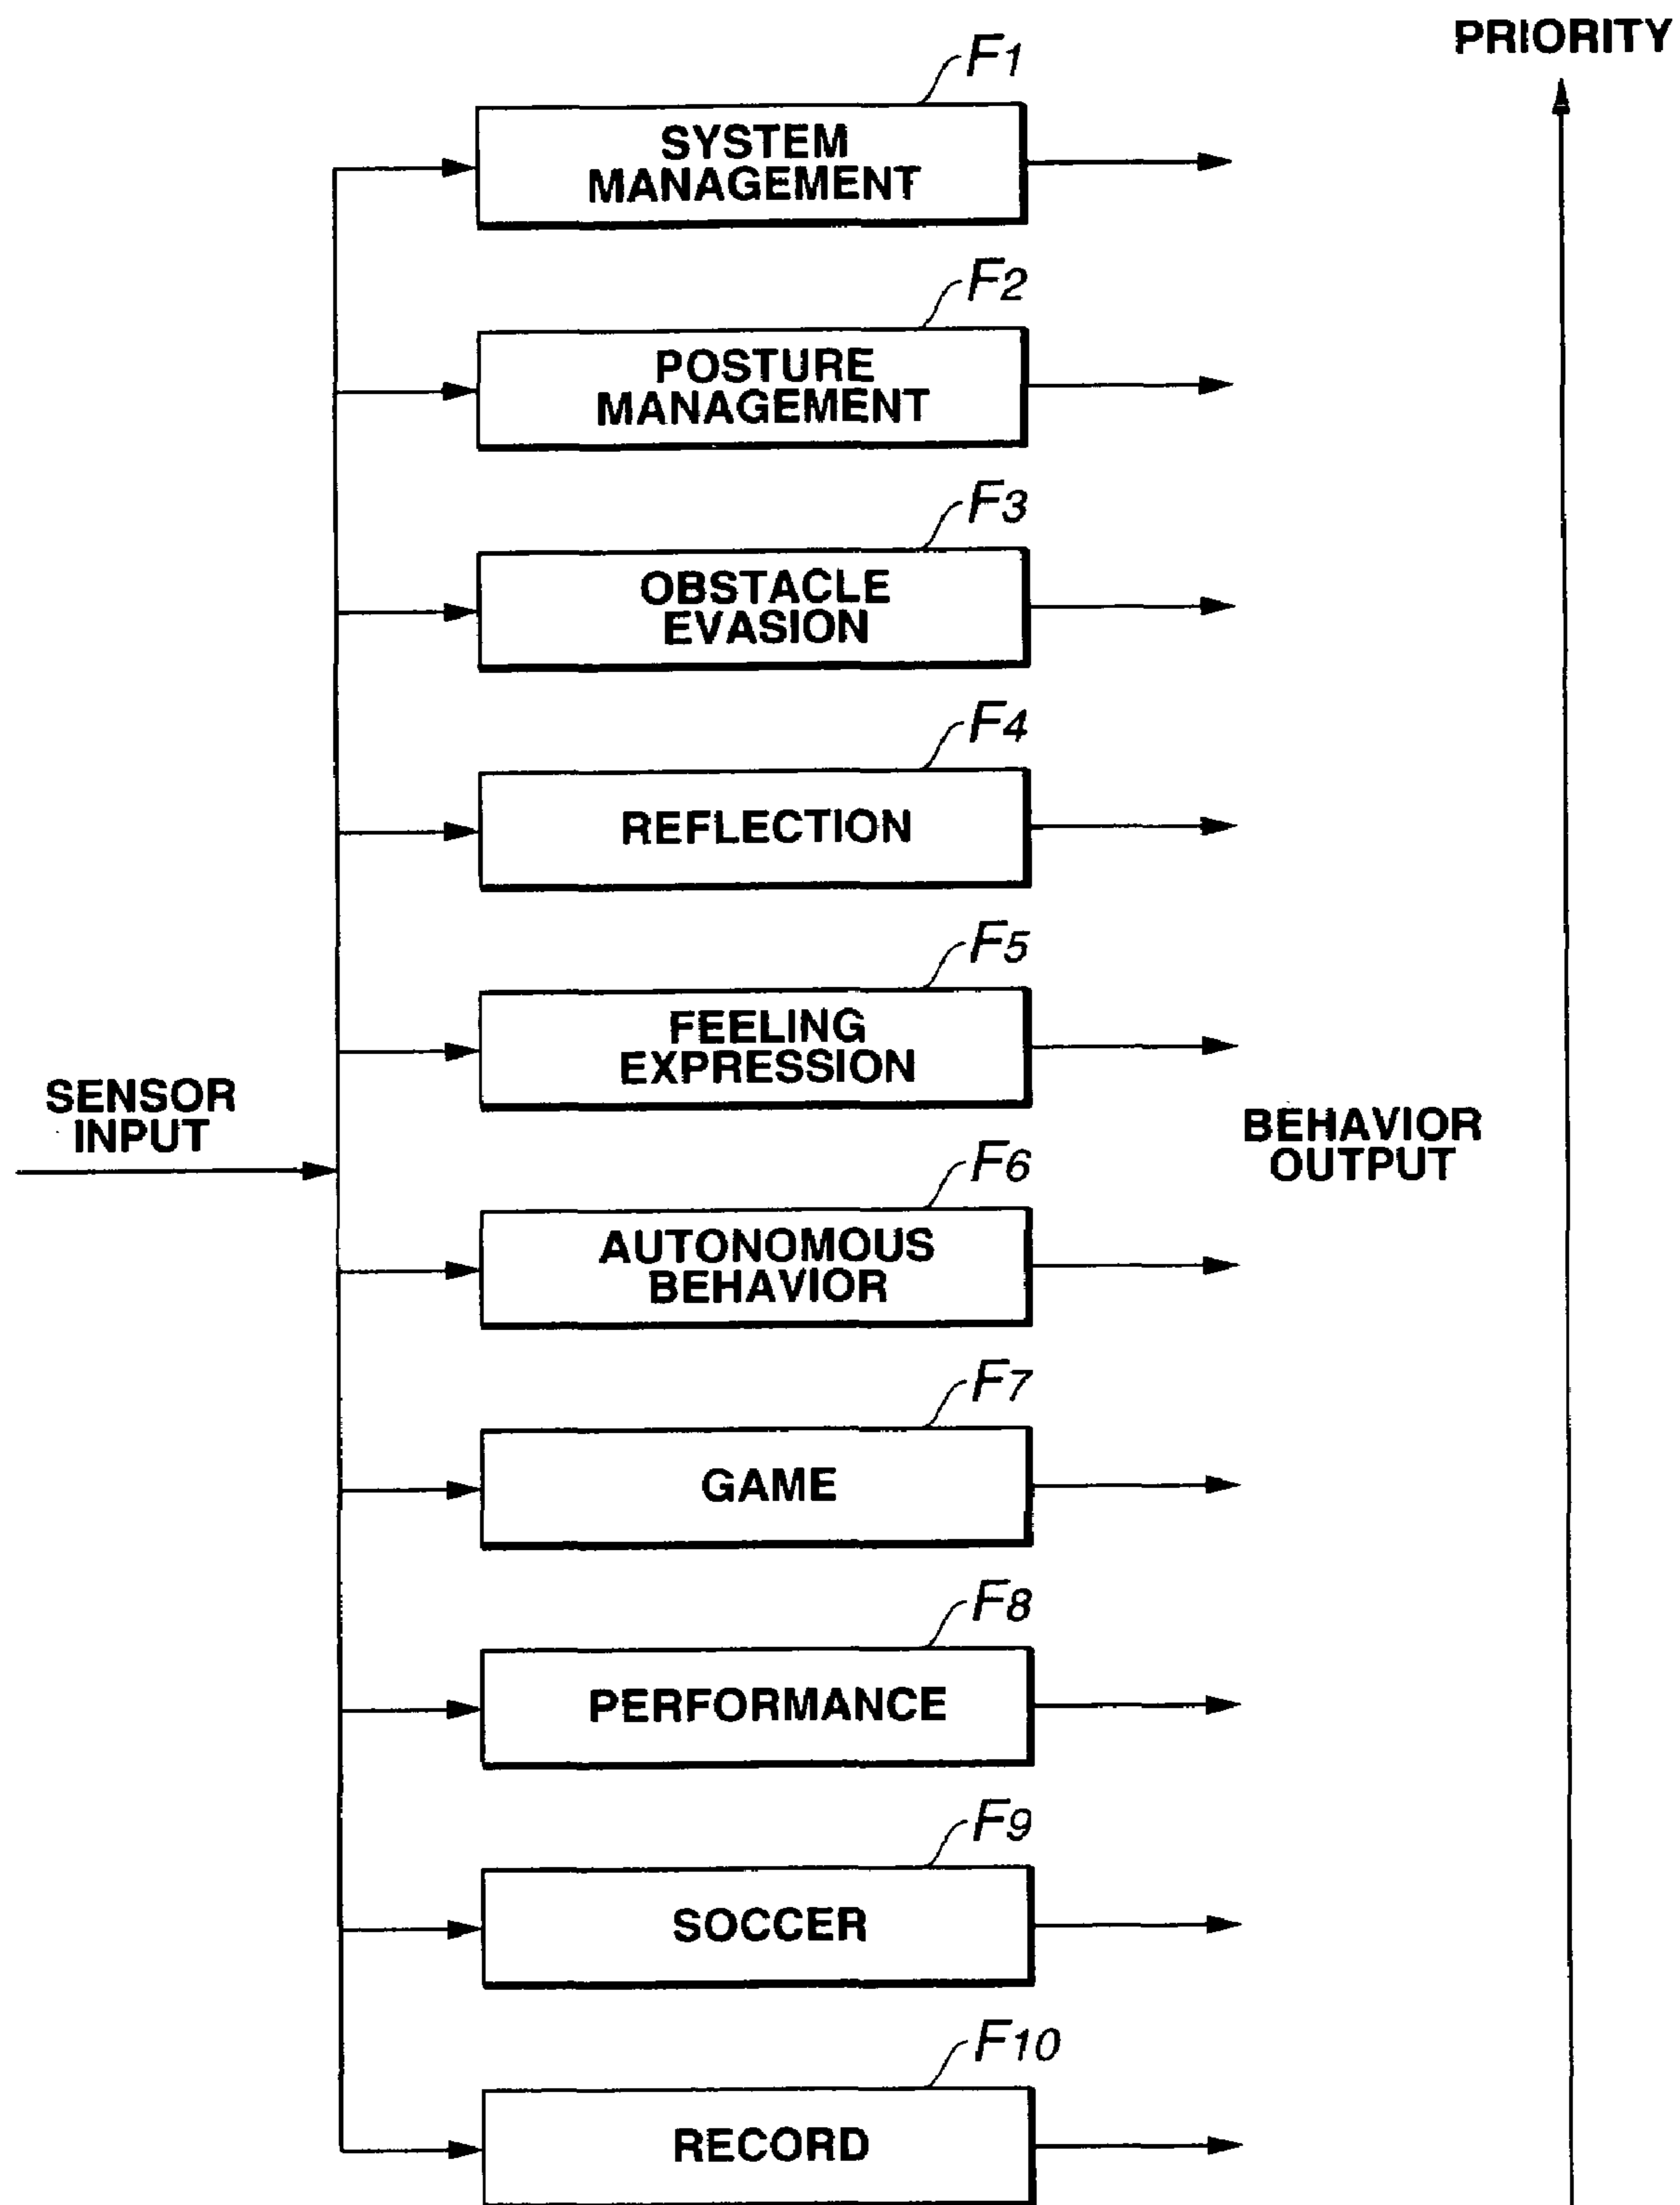 PRIORITY
F1
SYSTEM
MANAGEMENT
F2
POSTURE
MANAGEMENT
F3
OBSTACLE
EVASION
F4
REFLECTION
F5
FEELING
EXPRESSION
SENSOR
INPUT
BEHAVIOR
OUTPUT
F6
AUTONOMOUS
BEHAVIOR
F7
GAME
F8
PERFORMANCE
F9
SOCCER
F10
RECORD